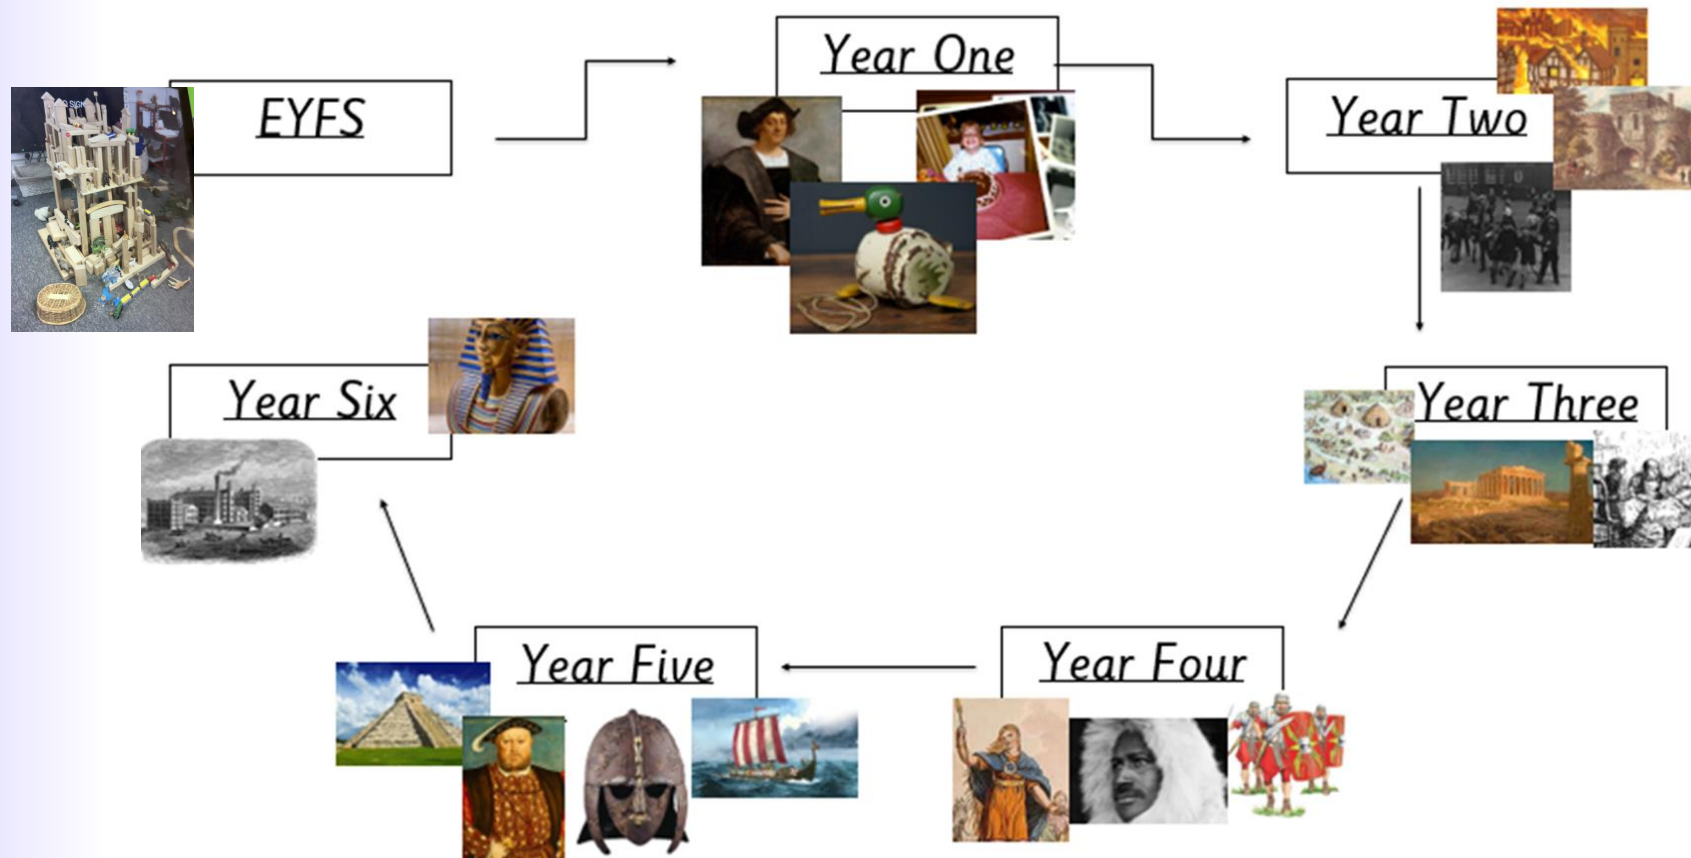 EYFS
Year One
Year Two
Year Three
Year Four
Year Five
Year Six